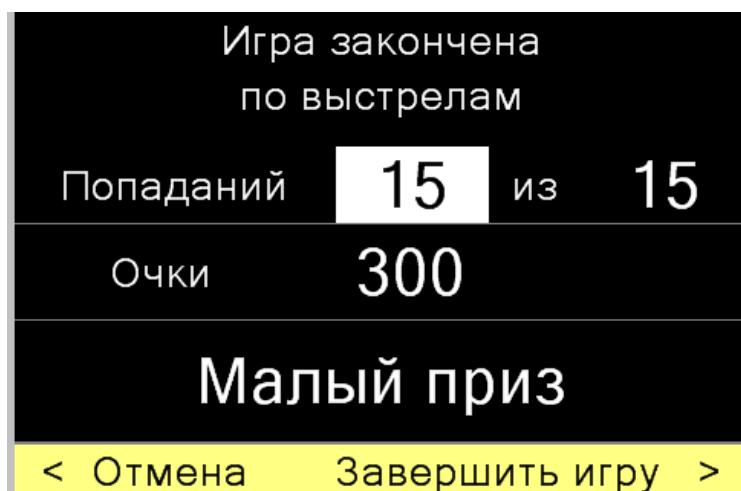 Игра закончена
по выстрелам
Попаданий 15 из 15
Очки 300
Малый приз
< Отмена Завершить игру >